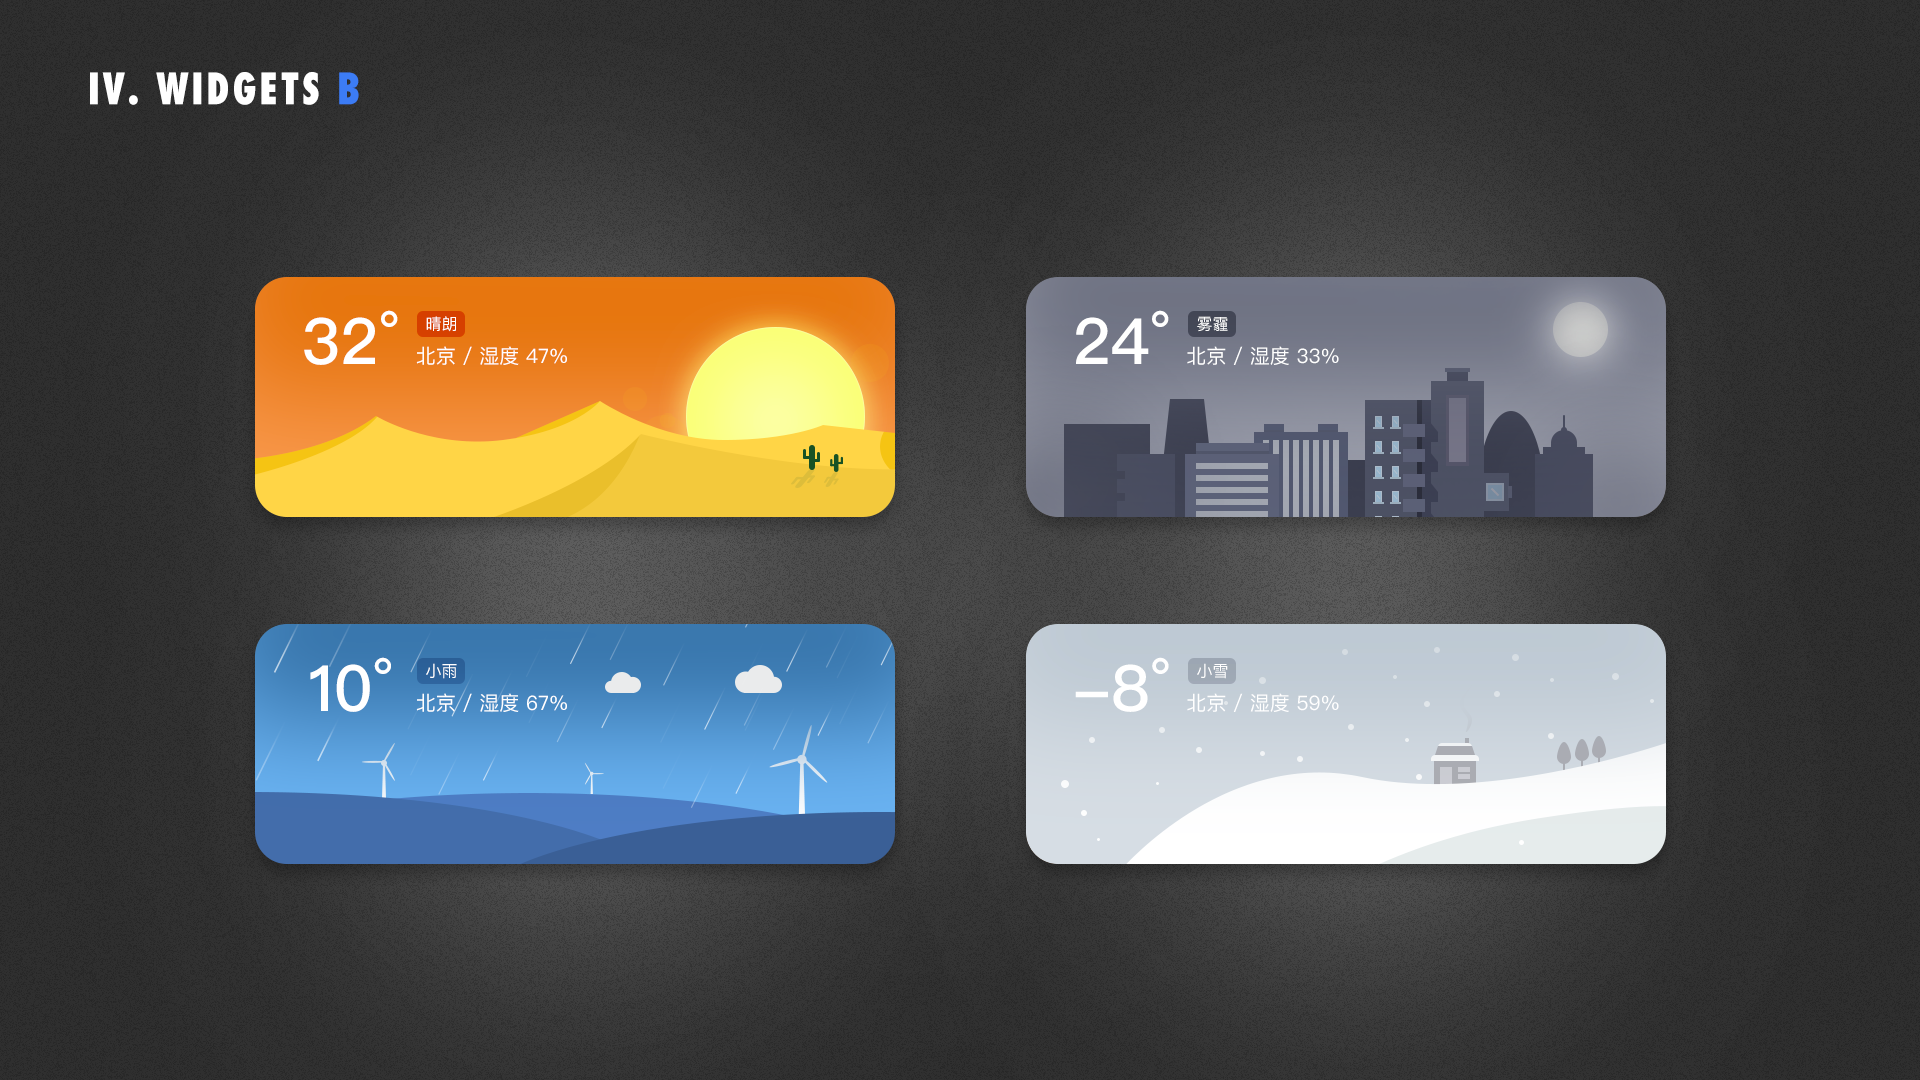 IV. WIDGETS B
32° 晴朗
北京 / 湿度 47%
24° 雾霾
北京 / 湿度 33%
10° 小雨
北京 / 湿度 67%
-8° 小雪
北京 / 湿度 59%